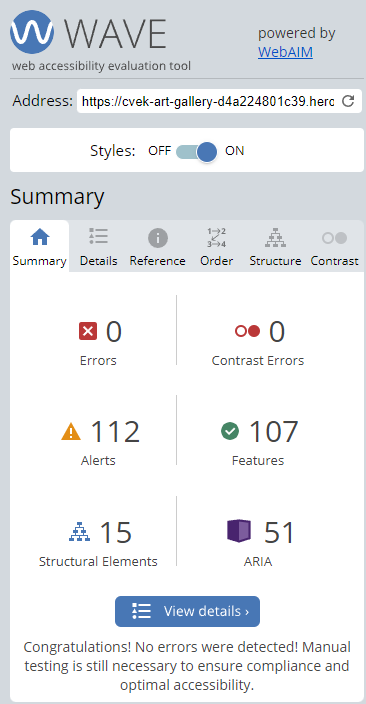 WAVE
powered by
WebAIM
web accessibility evaluation tool
Address: https://cvek-art-gallery-d4a224801c39.hero
Styles: OFF ON
Summary
Summary Details Reference Order Structure Contrast
0 0
Errors Contrast Errors
112 107
Alerts Features
15 51
Structural Elements ARIA
View details ›
Congratulations! No errors were detected! Manual
testing is still necessary to ensure compliance and
optimal accessibility.